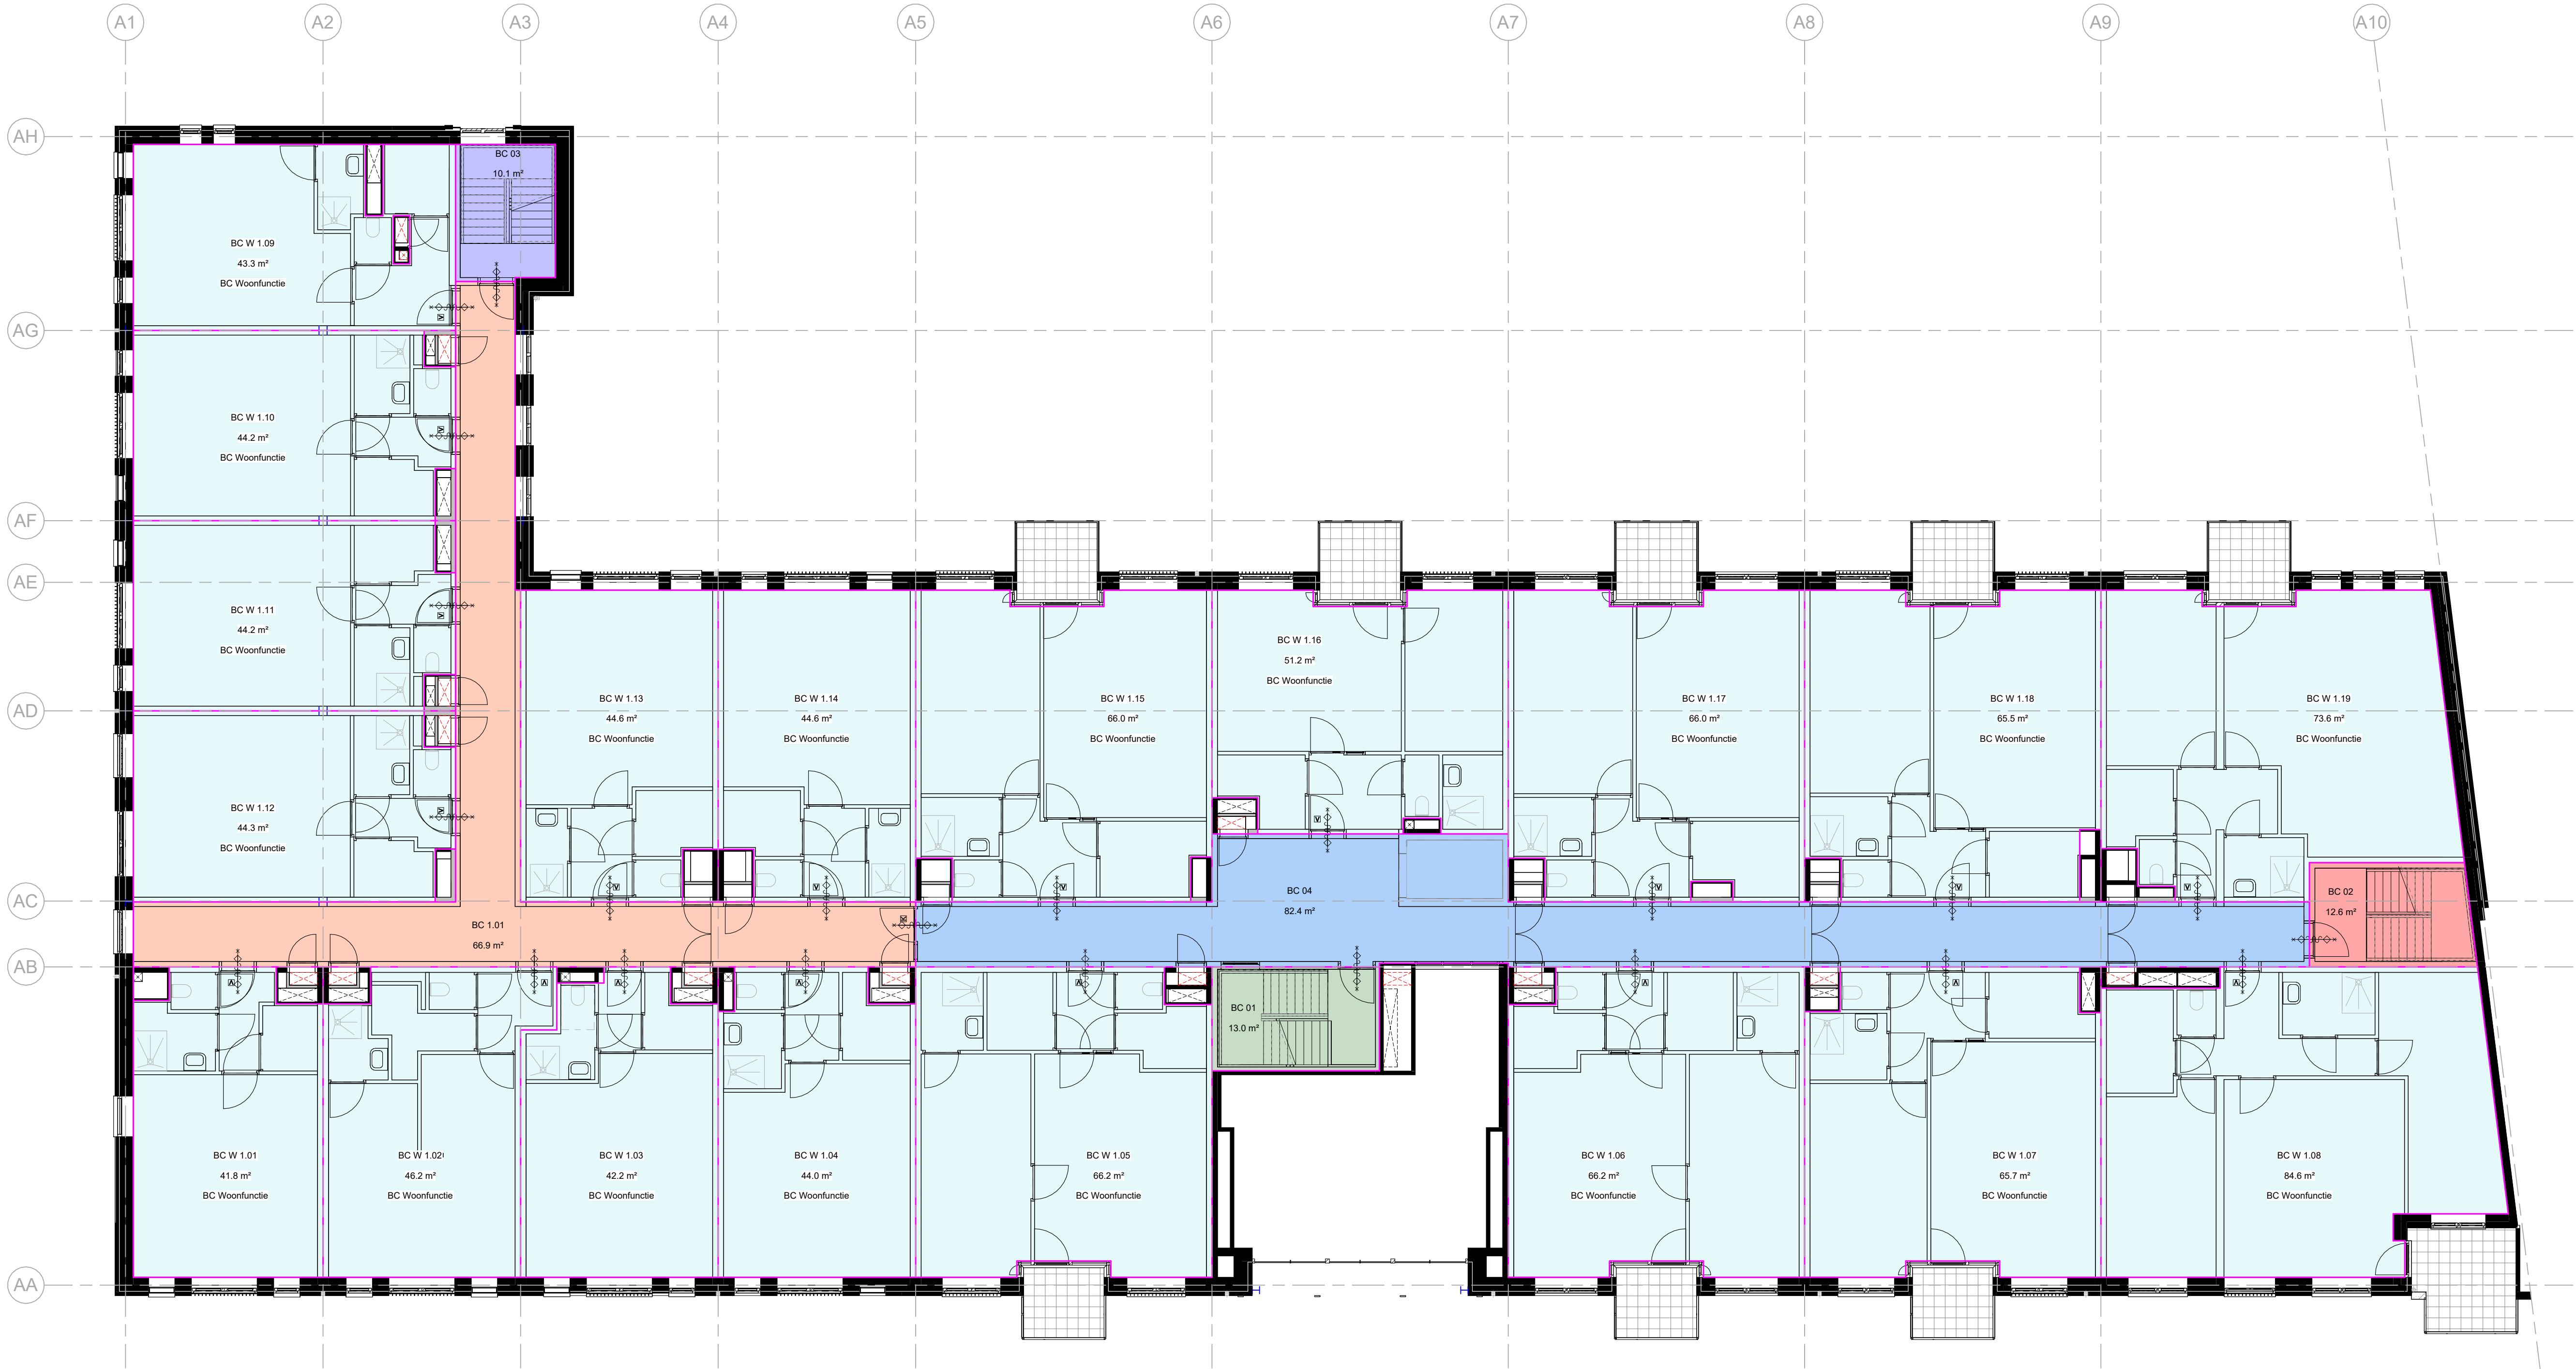 A1
A2
A3
A4
A5
A6
A7
A8
A9
A10
AH
AG
AF
AE
AD
AC
AB
AA
BC 03
10.1 m²
BC W 1.09
43.3 m²
BC Woonfunctie
BC W 1.10
44.2 m²
BC Woonfunctie
BC W 1.11
44.2 m²
BC Woonfunctie
BC W 1.12
44.3 m²
BC Woonfunctie
BC W 1.13
44.6 m²
BC Woonfunctie
BC W 1.14
44.6 m²
BC Woonfunctie
BC W 1.15
66.0 m²
BC Woonfunctie
BC W 1.16
51.2 m²
BC Woonfunctie
BC W 1.17
66.0 m²
BC Woonfunctie
BC W 1.18
65.5 m²
BC Woonfunctie
BC W 1.19
73.6 m²
BC Woonfunctie
BC 1.01
66.9 m²
BC 04
82.4 m²
BC 02
12.6 m²
BC 01
13.0 m²
BC W 1.01
41.8 m²
BC Woonfunctie
BC W 1.02
46.2 m²
BC Woonfunctie
BC W 1.03
42.2 m²
BC Woonfunctie
BC W 1.04
44.0 m²
BC Woonfunctie
BC W 1.05
66.2 m²
BC Woonfunctie
BC W 1.06
66.2 m²
BC Woonfunctie
BC W 1.07
65.7 m²
BC Woonfunctie
BC W 1.08
84.6 m²
BC Woonfunctie